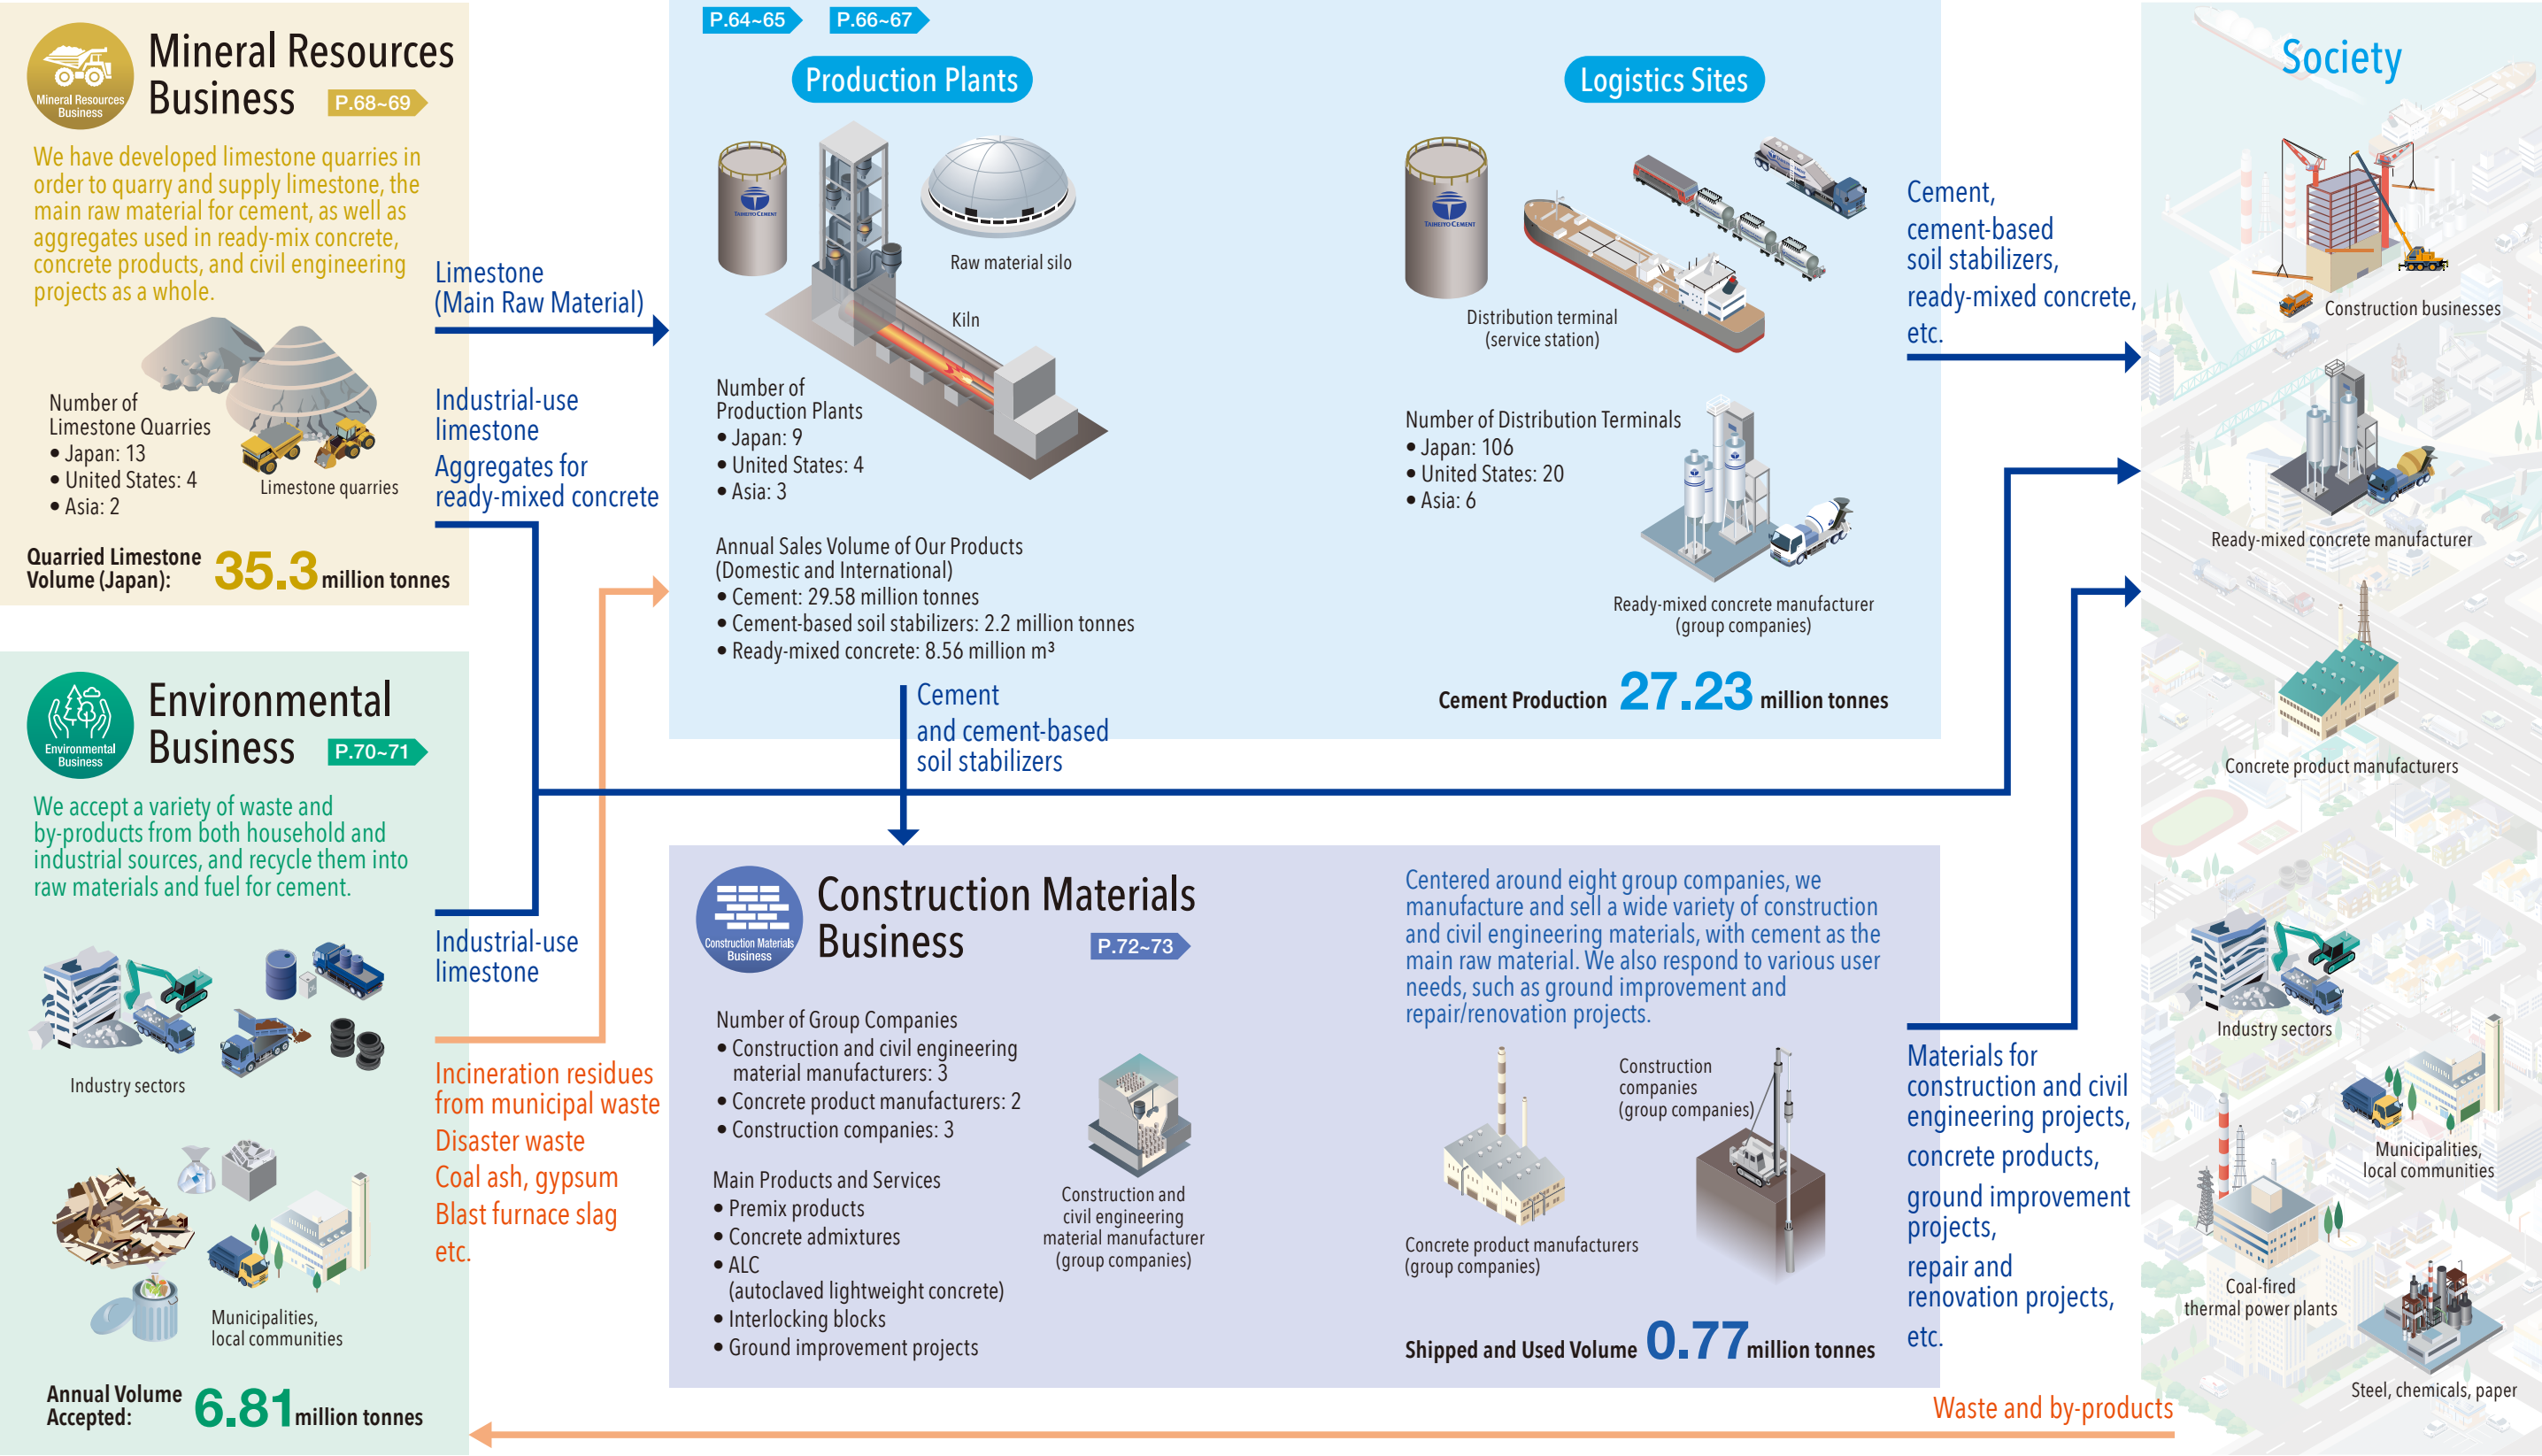 Mineral Resources
Business
Mineral Resources
Business
P.68~69
We have developed limestone quarries in
order to quarry and supply limestone, the
main raw material for cement, as well as
aggregates used in ready-mix concrete,
concrete products, and civil engineering
projects as a whole.
Number of
Limestone Quarries
• Japan: 13
• United States: 4
• Asia: 2
Limestone quarries
Quarried Limestone
Volume (Japan):
35.3 million tonnes
Limestone
(Main Raw Material)
Industrial-use
limestone
Aggregates for
ready-mixed concrete
Environmental
Business
Environmental
Business
P.70~71
We accept a variety of waste and
by-products from both household and
industrial sources, and recycle them into
raw materials and fuel for cement.
Industry sectors
Municipalities,
local communities
Annual Volume
Accepted:
6.81 million tonnes
Industrial-use
limestone
Incineration residues
from municipal waste
Disaster waste
Coal ash, gypsum
Blast furnace slag
etc.
P.64~65
P.66~67
Production Plants
TAIHEIYO CEMENT
Raw material silo
Kiln
Number of
Production Plants
• Japan: 9
• United States: 4
• Asia: 3
Annual Sales Volume of Our Products
(Domestic and International)
• Cement: 29.58 million tonnes
• Cement-based soil stabilizers: 2.2 million tonnes
• Ready-mixed concrete: 8.56 million m³
Logistics Sites
TAIHEIYO CEMENT
Distribution terminal
(service station)
Number of Distribution Terminals
• Japan: 106
• United States: 20
• Asia: 6
Ready-mixed concrete manufacturer
(group companies)
Cement Production 27.23 million tonnes
Cement
and cement-based
soil stabilizers
Construction Materials
Business
Construction Materials
Business
P.72~73
Number of Group Companies
• Construction and civil engineering
material manufacturers: 3
• Concrete product manufacturers: 2
• Construction companies: 3
Main Products and Services
• Premix products
• Concrete admixtures
• ALC
(autoclaved lightweight concrete)
• Interlocking blocks
• Ground improvement projects
Construction and
civil engineering
material manufacturer
(group companies)
Centered around eight group companies, we
manufacture and sell a wide variety of construction
and civil engineering materials, with cement as the
main raw material. We also respond to various user
needs, such as ground improvement and
repair/renovation projects.
Construction
companies
(group companies)
Concrete product manufacturers
(group companies)
Shipped and Used Volume 0.77 million tonnes
Cement,
cement-based
soil stabilizers,
ready-mixed concrete,
etc.
Materials for
construction and civil
engineering projects,
concrete products,
ground improvement
projects,
repair and
renovation projects,
etc.
Waste and by-products
Society
Construction businesses
Ready-mixed concrete manufacturer
Concrete product manufacturers
Industry sectors
Municipalities,
local communities
Coal-fired
thermal power plants
Steel, chemicals, paper